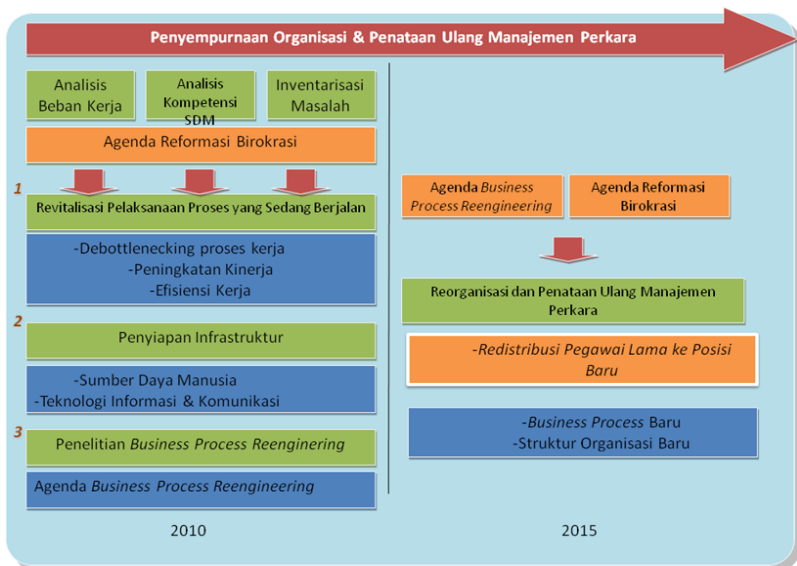 Penyempurnaan Organisasi & Penataan Ulang Manajemen Perkara
Analisis
Beban Kerja
Analisis
Kompetensi
SDM
Inventarisasi
Masalah
Agenda Reformasi Birokrasi
1
Revitalisasi Pelaksanaan Proses yang Sedang Berjalan
-Debottlenecking proses kerja
-Peningkatan Kinerja
-Efisiensi Kerja
2
Penyiapan Infrastruktur
-Sumber Daya Manusia
-Teknologi Informasi & Komunikasi
3
Penelitian Business Process Reenginering
Agenda Business Process Reengineering
2010
Agenda Business
Process Reengineering
Agenda Reformasi
Birokrasi
Reorganisasi dan Penataan Ulang Manajemen
Perkara
-Redistribusi Pegawai Lama ke Posisi
Baru
-Business Process Baru
-Struktur Organisasi Baru
2015